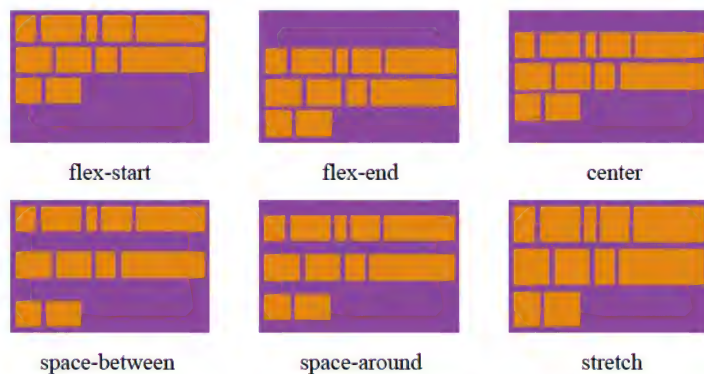 flex-start
flex-end
center
space-between
space-around
stretch